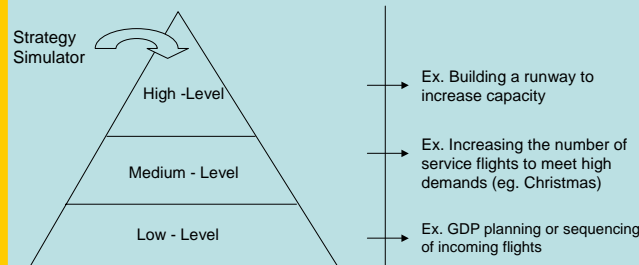 Strategy
Simulator
High -Level
Ex. Building a runway to
increase capacity
Medium - Level
Ex. Increasing the number of
service flights to meet high
demands (eg. Christmas)
Low - Level
Ex. GDP planning or sequencing
of incoming flights